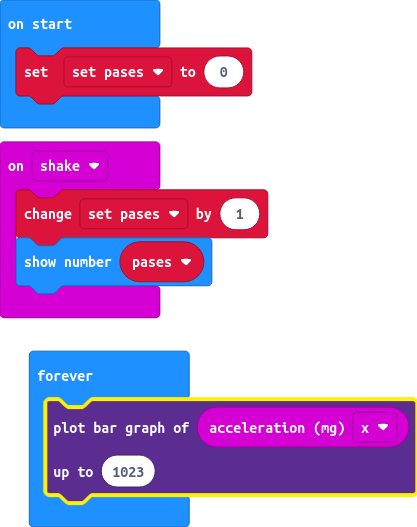 on start
set set pases to 0
on shake
change set pases by 1
show number pases
forever
plot bar graph of acceleration (mg) x
up to 1023